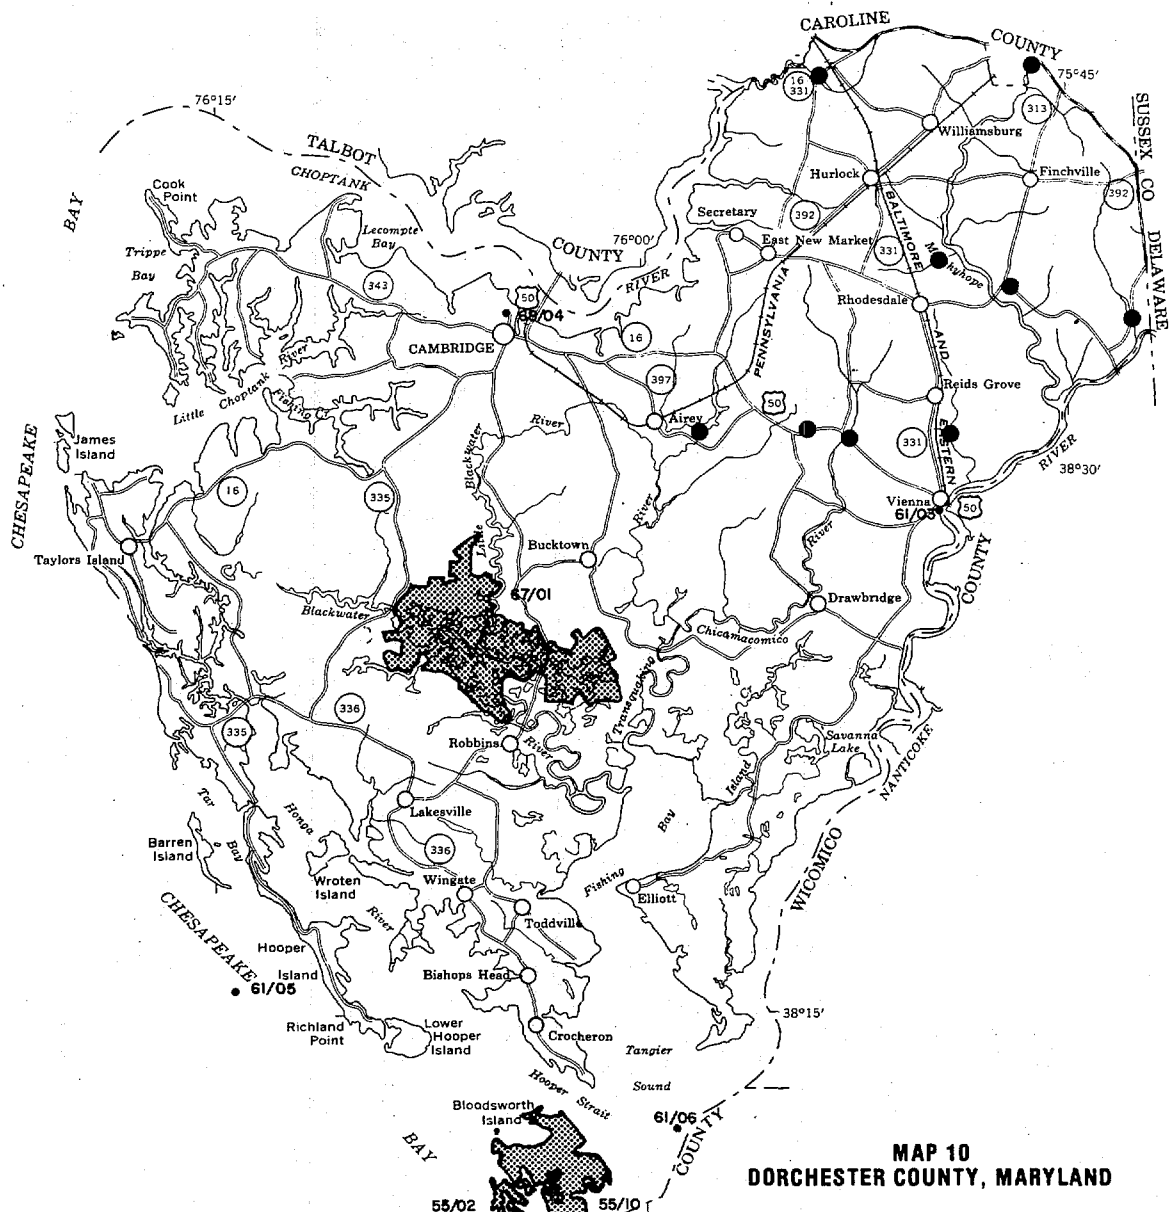 CAROLINE
COUNTY
75°45'
16
331
313
76°15'
SUSSEX CO
DELAWARE
TALBOT
CHOPTANK
Williamsburg
Hurlock
Finchville
392
BAY
Cook
Point
Secretary
392
BALTIMORE
Lecompte
Bay
COUNTY
76°00'
East New Market
331
Trippe
Bay
RIVER
343
50
Rhodesdale
16
CAMBRIDGE
PENNSYLVANIA
AND
River
397
Reids Grove
Little Choptank
Fishing Cr
50
Airey
River
331
EASTERN
James
Island
CHESAPEAKE
Blackwater
RIVER
38°30'
16
335
River
Vienna
61/03
50
Taylors Island
Little
Bucktown
River
COUNTY
67/01
Blackwater
Drawbridge
Chicamacomico
Transquaking
336
335
Robbins
River
Savanna
Lake
NANTICOKE
Island
Tar
Bay
Honga
Lakesville
Bay
Barren
Island
336
WICOMICO
Wroten
Island
Wingate
Fishing
Elliott
CHESAPEAKE
River
Toddville
Hooper
Island
Bishops Head
61/05
38°15'
Richland
Point
Lower
Hooper
Island
Crocheron
Tangier
Sound
Hooper Strait
Bloodsworth
Island
61/06
BAY
COUNTY
MAP 10
DORCHESTER COUNTY, MARYLAND
55/02
55/10